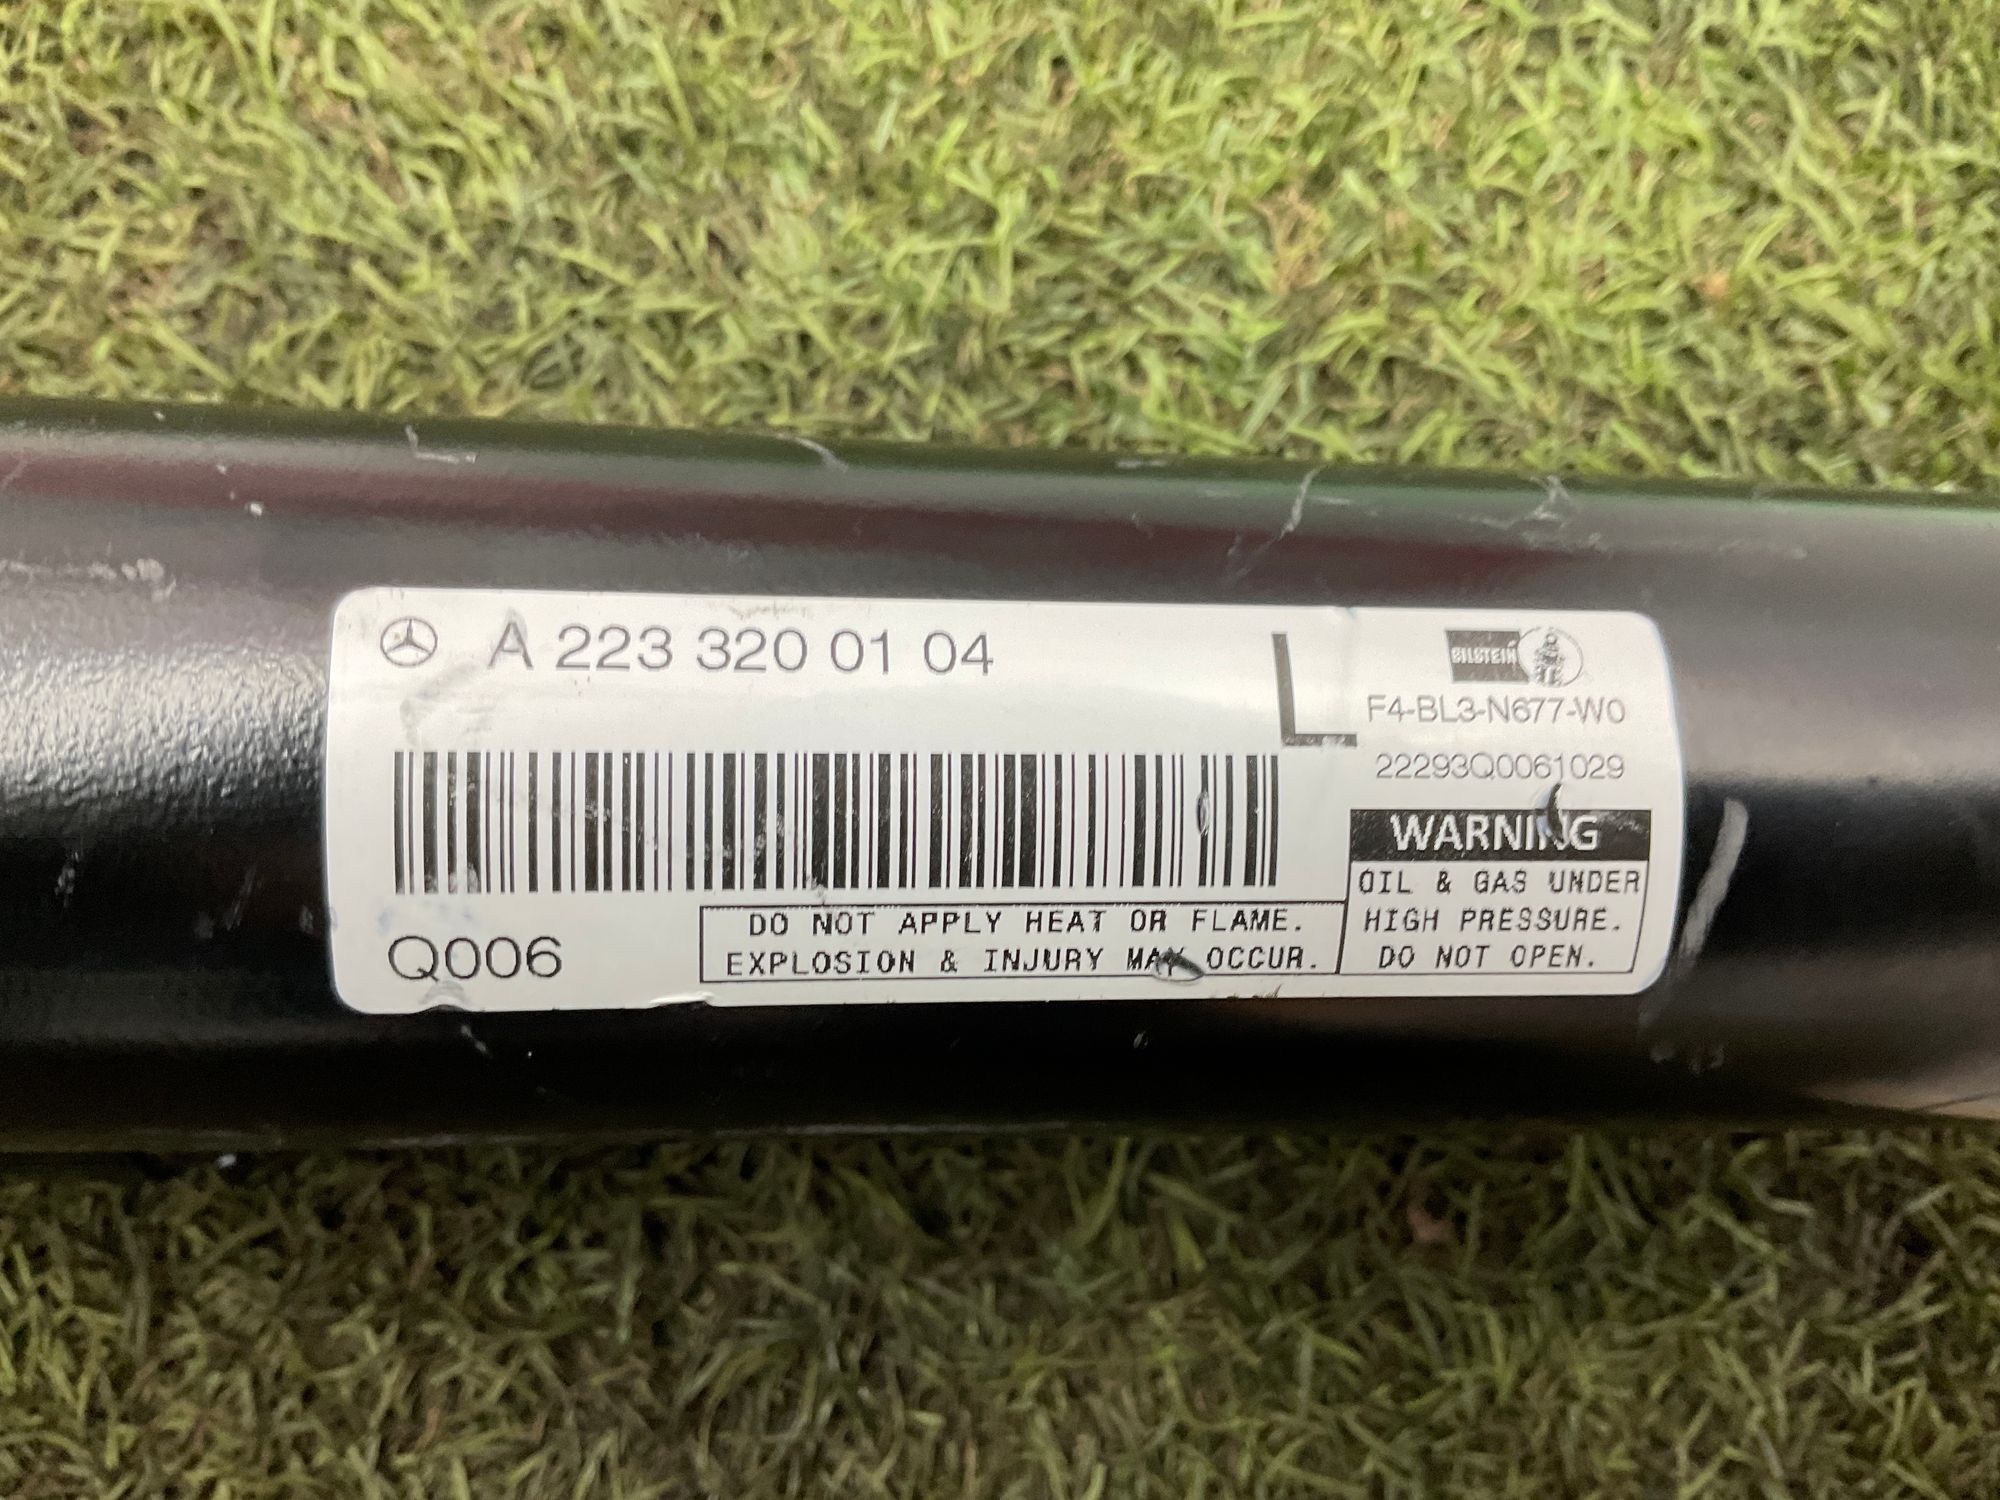 A 223 320 01 04
L
BILSTEIN
F4-BL3-N677-W0
22293Q0061029
WARNING
OIL & GAS UNDER
HIGH PRESSURE.
DO NOT OPEN.
DO NOT APPLY HEAT OR FLAME.
EXPLOSION & INJURY MAY OCCUR.
Q006